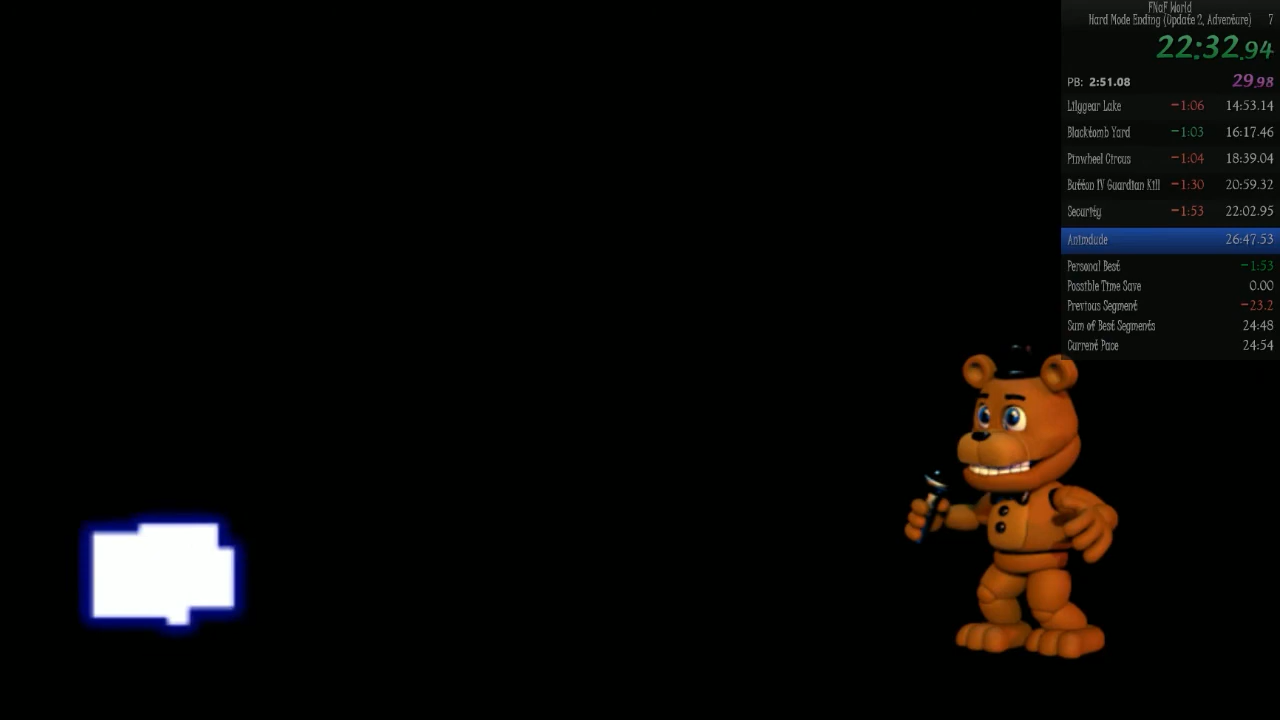 FNaF World
Hard Mode Ending (Update 2, Adventure) 7
22:32.94
PB: 2:51.08 29.98
Lilygear Lake −1:06 14:53.14
Blacktomb Yard −1:03 16:17.46
Pinwheel Circus −1:04 18:39.04
Button IV Guardian Kill −1:30 20:59.32
Security −1:53 22:02.95
Animdude 26:47.53
Personal Best −1:53
Possible Time Save 0.00
Previous Segment −23.2
Sum of Best Segments 24:48
Current Pace 24:54